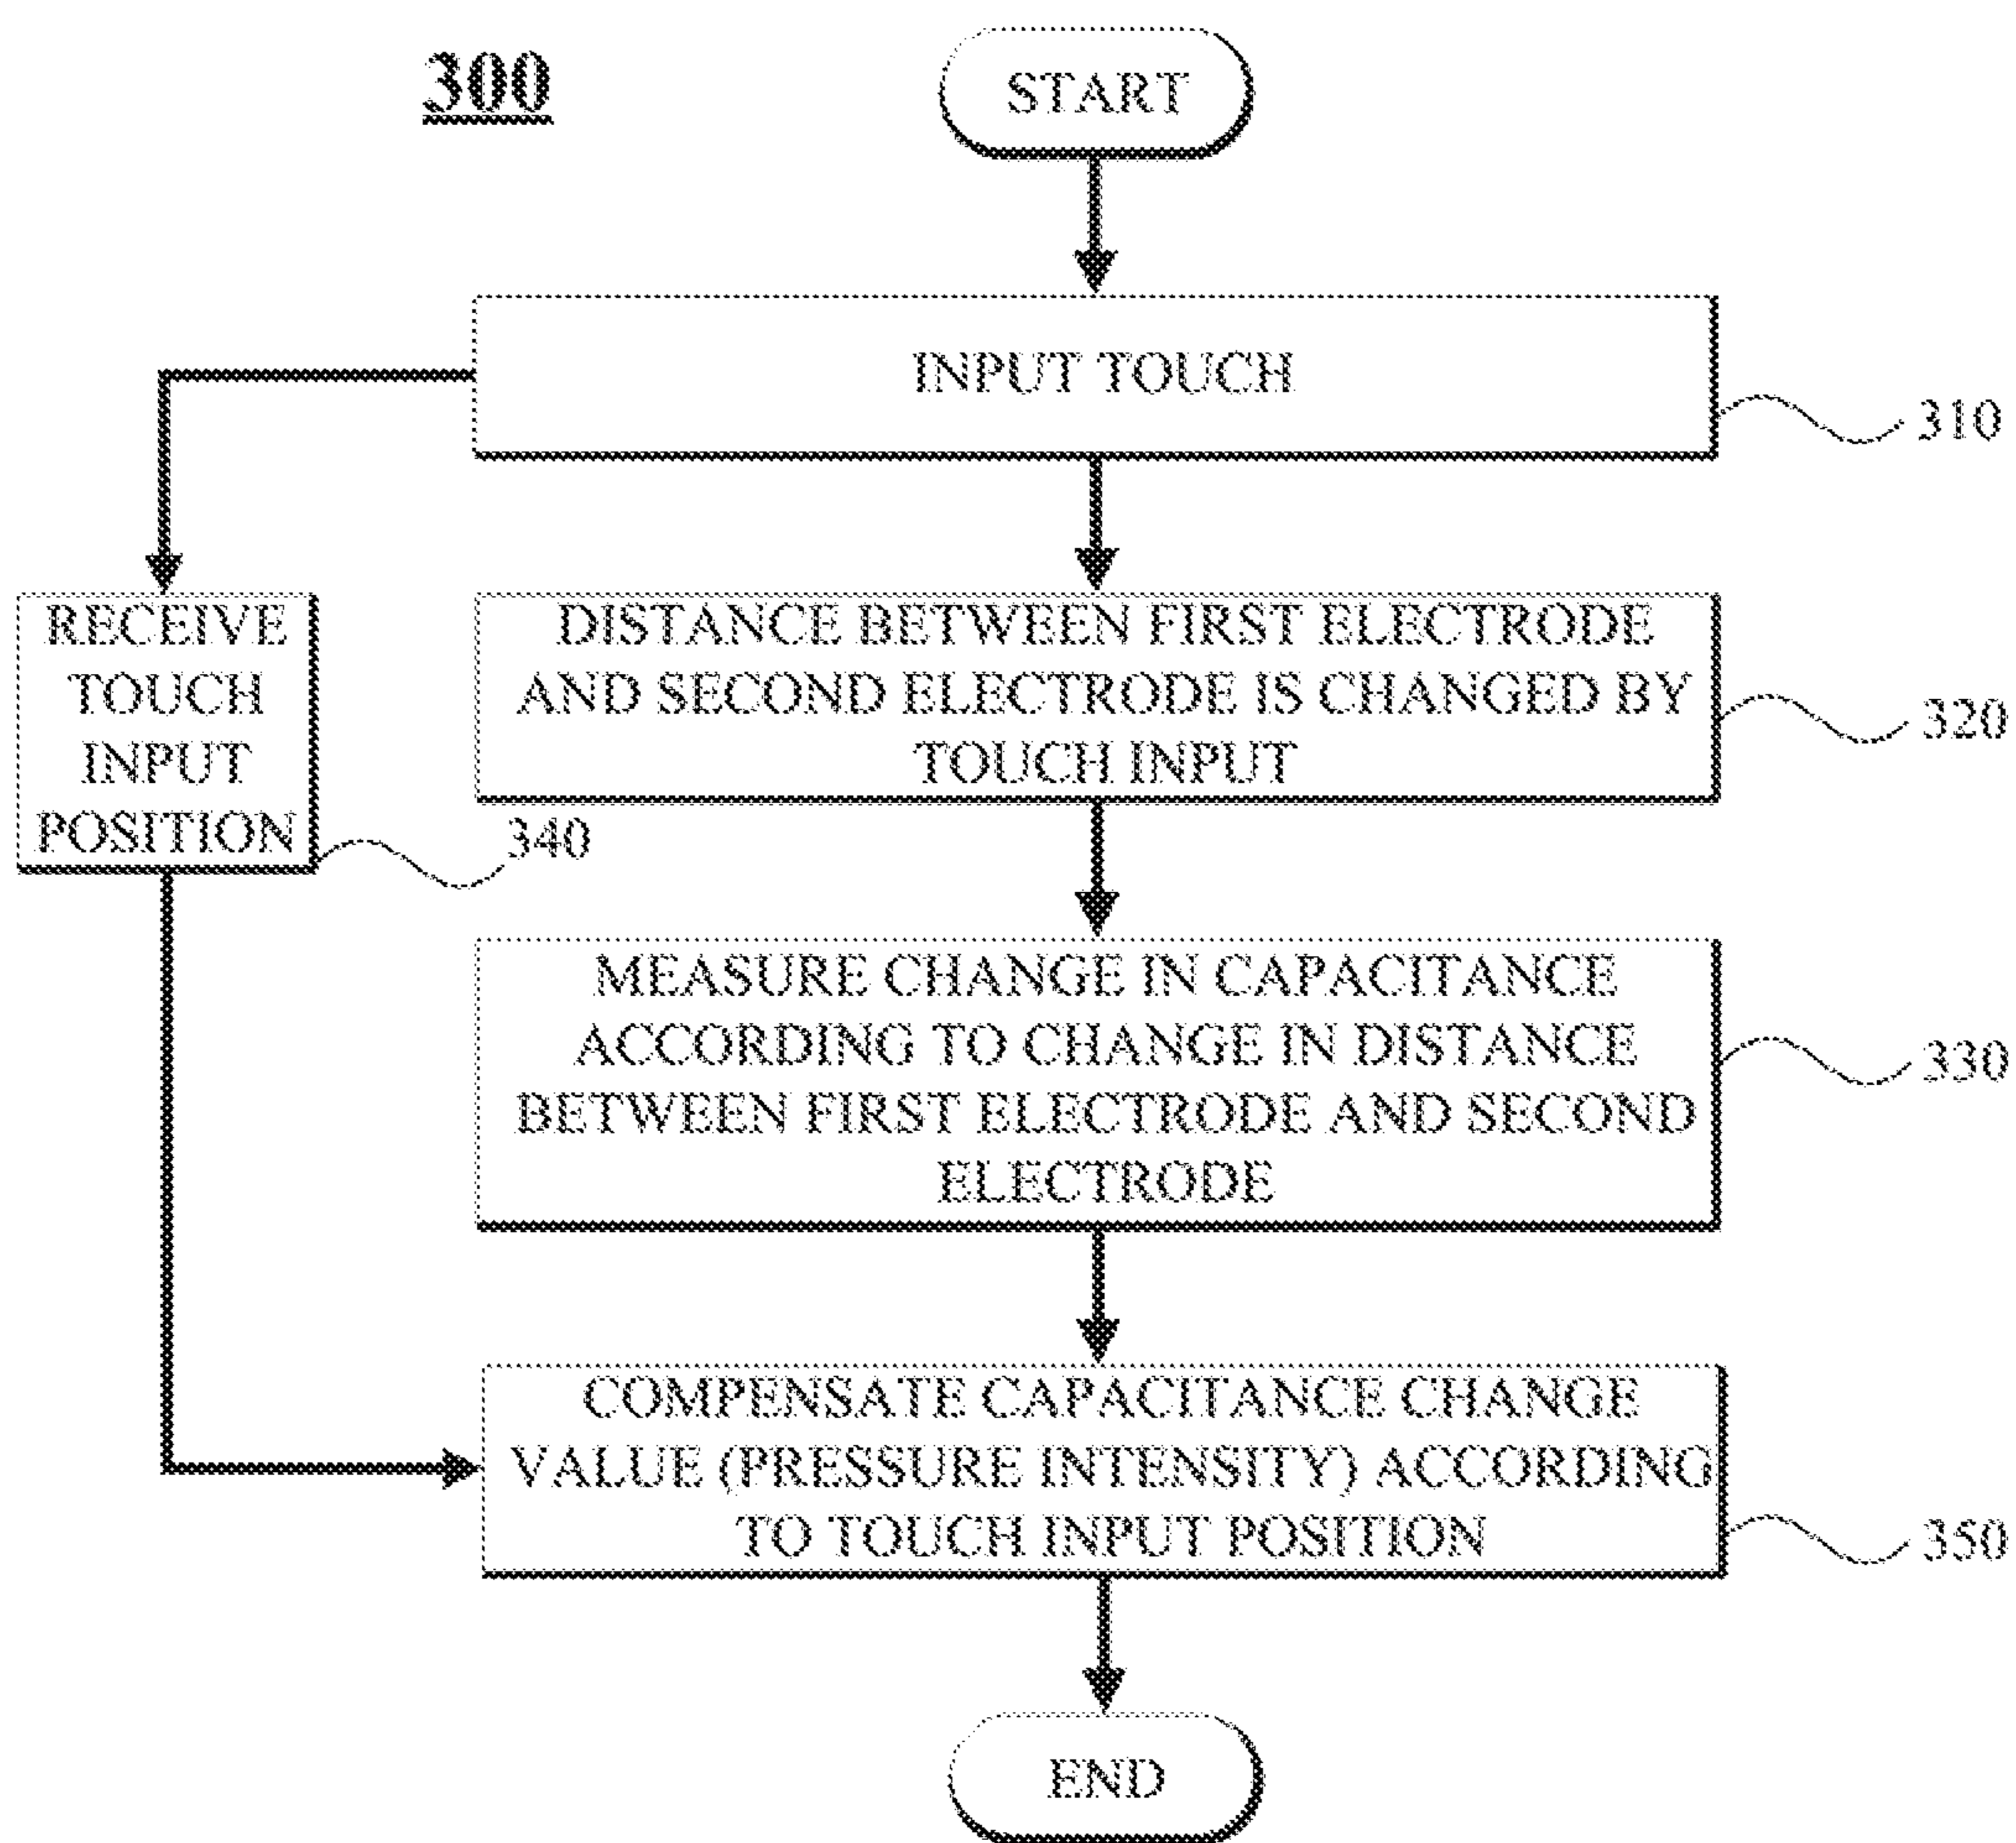 300
START
INPUT TOUCH
310
RECEIVE
TOUCH
INPUT
POSITION
340
DISTANCE BETWEEN FIRST ELECTRODE
AND SECOND ELECTRODE IS CHANGED BY
TOUCH INPUT
320
MEASURE CHANGE IN CAPACITANCE
ACCORDING TO CHANGE IN DISTANCE
BETWEEN FIRST ELECTRODE AND SECOND
ELECTRODE
330
COMPENSATE CAPACITANCE CHANGE
VALUE (PRESSURE INTENSITY) ACCORDING
TO TOUCH INPUT POSITION
350
END